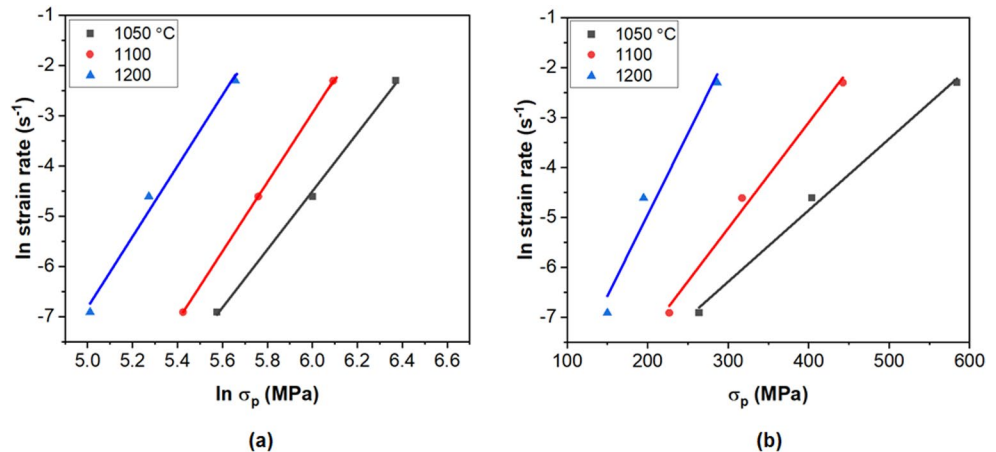 1050 °C
1100
1200
ln strain rate (s⁻¹)
-1
-2
-3
-4
-5
-6
-7
5.0 5.2 5.4 5.6 5.8 6.0 6.2 6.4 6.6
ln σp (MPa)
(a)
1050 °C
1100
1200
ln strain rate (s⁻¹)
-1
-2
-3
-4
-5
-6
-7
100 200 300 400 500 600
σp (MPa)
(b)